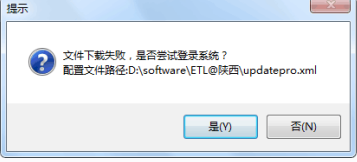 提示
文件下载失败，是否尝试登录系统？
配置文件路径:D:\software\ETL@陕西\updatepro.xml
是(Y)
否(N)